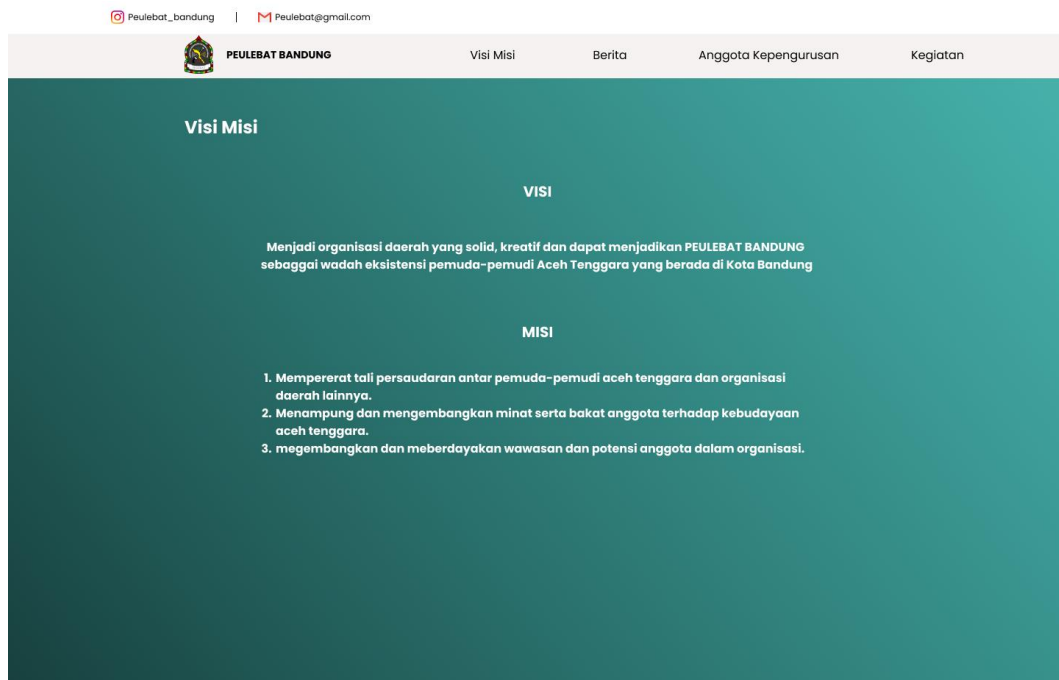 Peulebat_bandung | Peulebat@gmail.com
PEULEBAT BANDUNG Visi Misi Berita Anggota Kepengurusan Kegiatan
Visi Misi
VISI
Menjadi organisasi daerah yang solid, kreatif dan dapat menjadikan PEULEBAT BANDUNG
sebaggai wadah eksistensi pemuda-pemudi Aceh Tenggara yang berada di Kota Bandung
MISI
1. Mempererat tali persaudaran antar pemuda-pemudi aceh tenggara dan organisasi
daerah lainnya.
2. Menampung dan mengembangkan minat serta bakat anggota terhadap kebudayaan
aceh tenggara.
3. megembangkan dan meberdayakan wawasan dan potensi anggota dalam organisasi.